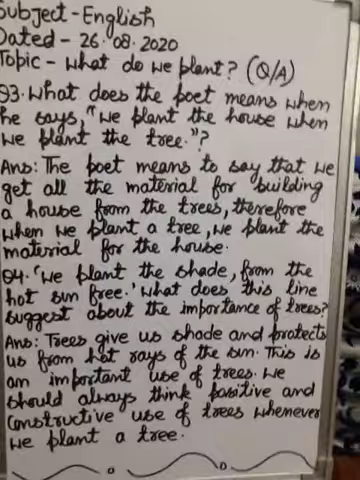 Subject-English
Dated - 26.08.2020
Topic - What do we plant? (Q/A)
Q3. What does the poet means when
he says, "We plant the house when
we plant the tree."?
Ans: The poet means to say that we
get all the material for building
a house from the trees, therefore
when we plant a tree, we plant the
material for the house.
Q4. 'We plant the shade, from the
hot sun free.' What does this line
suggest about the importance of trees?
Ans: Trees give us shade and protects
us from hot rays of the sun. This is
an important use of trees. We
should always think positive and
constructive use of trees whenever
we plant a tree.